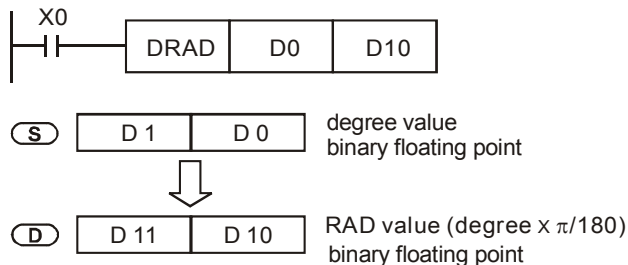 X0
DRAD D0 D10
S D 1 D 0 degree value
binary floating point
D D 11 D 10 RAD value (degree x π/180)
binary floating point